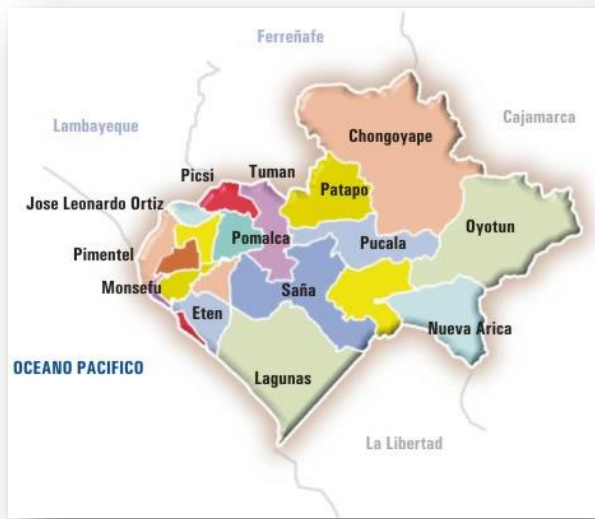 Ferreñafe
Cajamarca
Lambayeque
Chongoyape
Picsi
Tuman
Patapo
Jose Leonardo Ortiz
Oyotun
Pomalca
Pucala
Pimentel
Monsefu
Saña
Eten
Nueva Arica
OCEANO PACIFICO
Lagunas
La Libertad